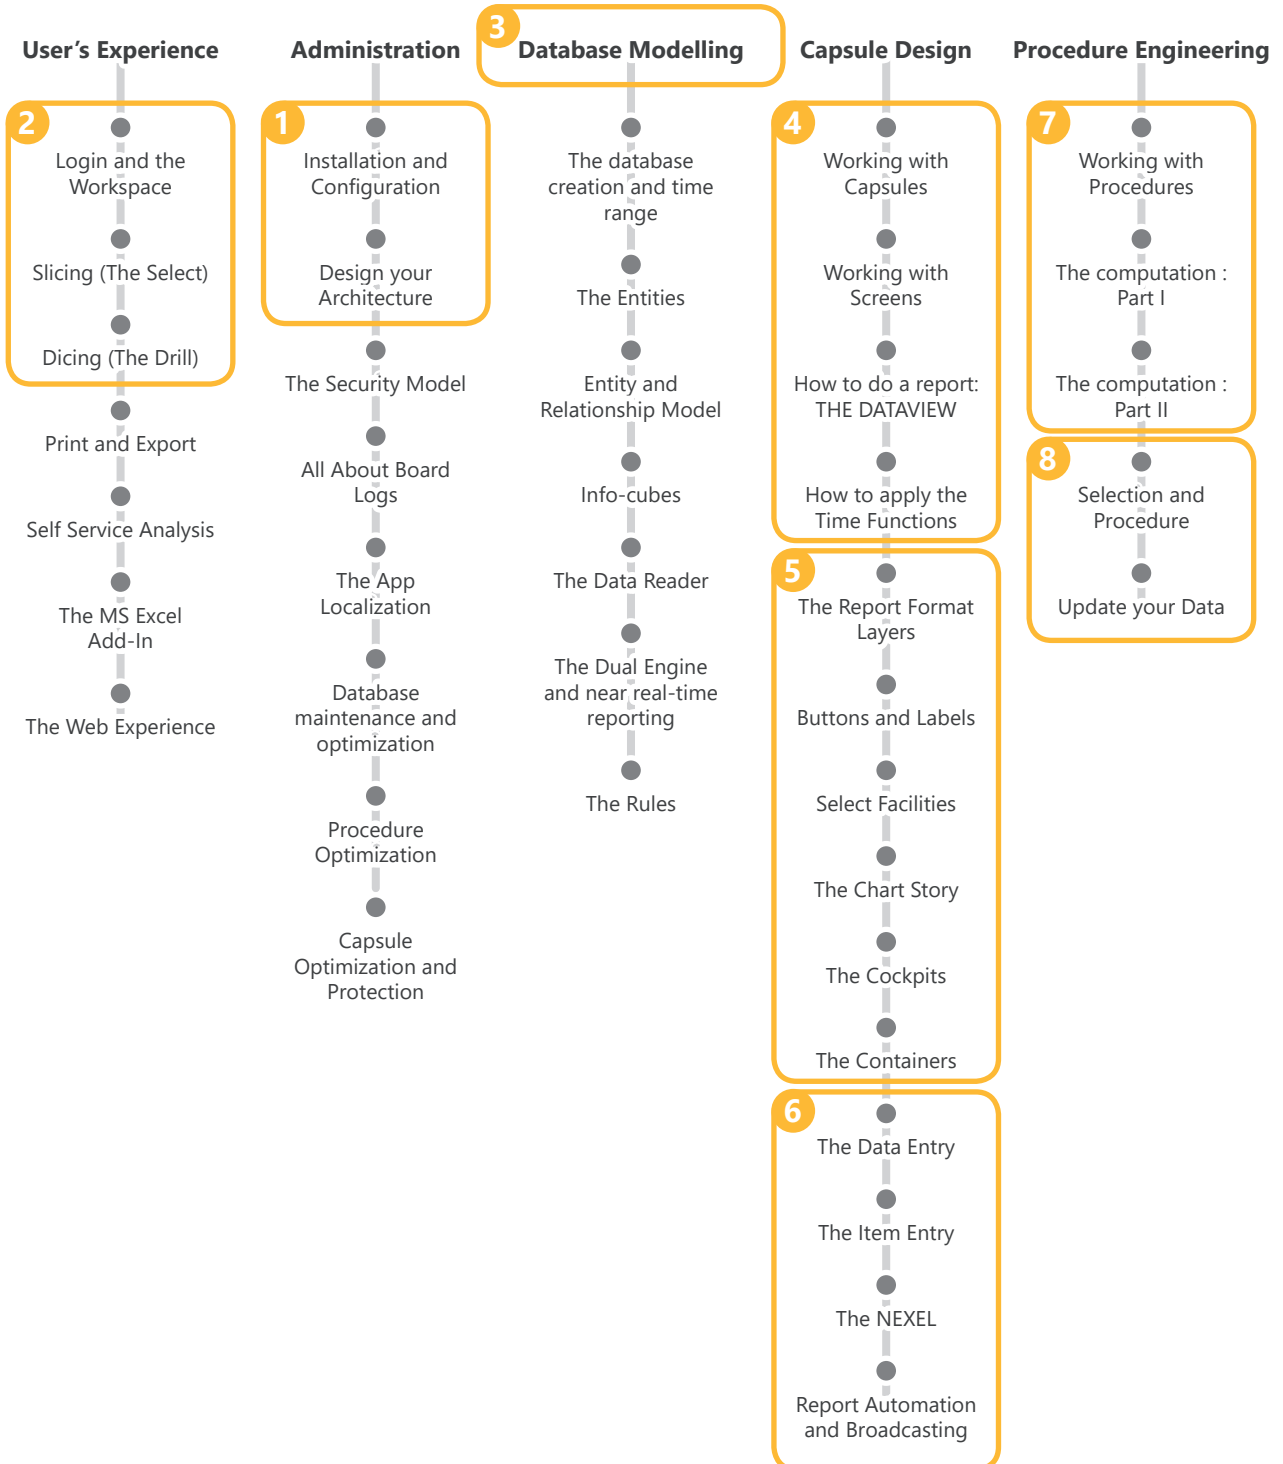 User's Experience
2
Login and the
Workspace
Slicing (The Select)
Dicing (The Drill)
Print and Export
Self Service Analysis
The MS Excel
Add-In
The Web Experience
Administration
1
Installation and
Configuration
Design your
Architecture
The Security Model
All About Board
Logs
The App
Localization
Database
maintenance and
optimization
Procedure
Optimization
Capsule
Optimization and
Protection
3
Database Modelling
The database
creation and time
range
The Entities
Entity and
Relationship Model
Info-cubes
The Data Reader
The Dual Engine
and near real-time
reporting
The Rules
Capsule Design
4
Working with
Capsules
Working with
Screens
How to do a report:
THE DATAVIEW
How to apply the
Time Functions
5
The Report Format
Layers
Buttons and Labels
Select Facilities
The Chart Story
The Cockpits
The Containers
6
The Data Entry
The Item Entry
The NEXEL
Report Automation
and Broadcasting
Procedure Engineering
7
Working with
Procedures
The computation :
Part I
The computation :
Part II
8
Selection and
Procedure
Update your Data